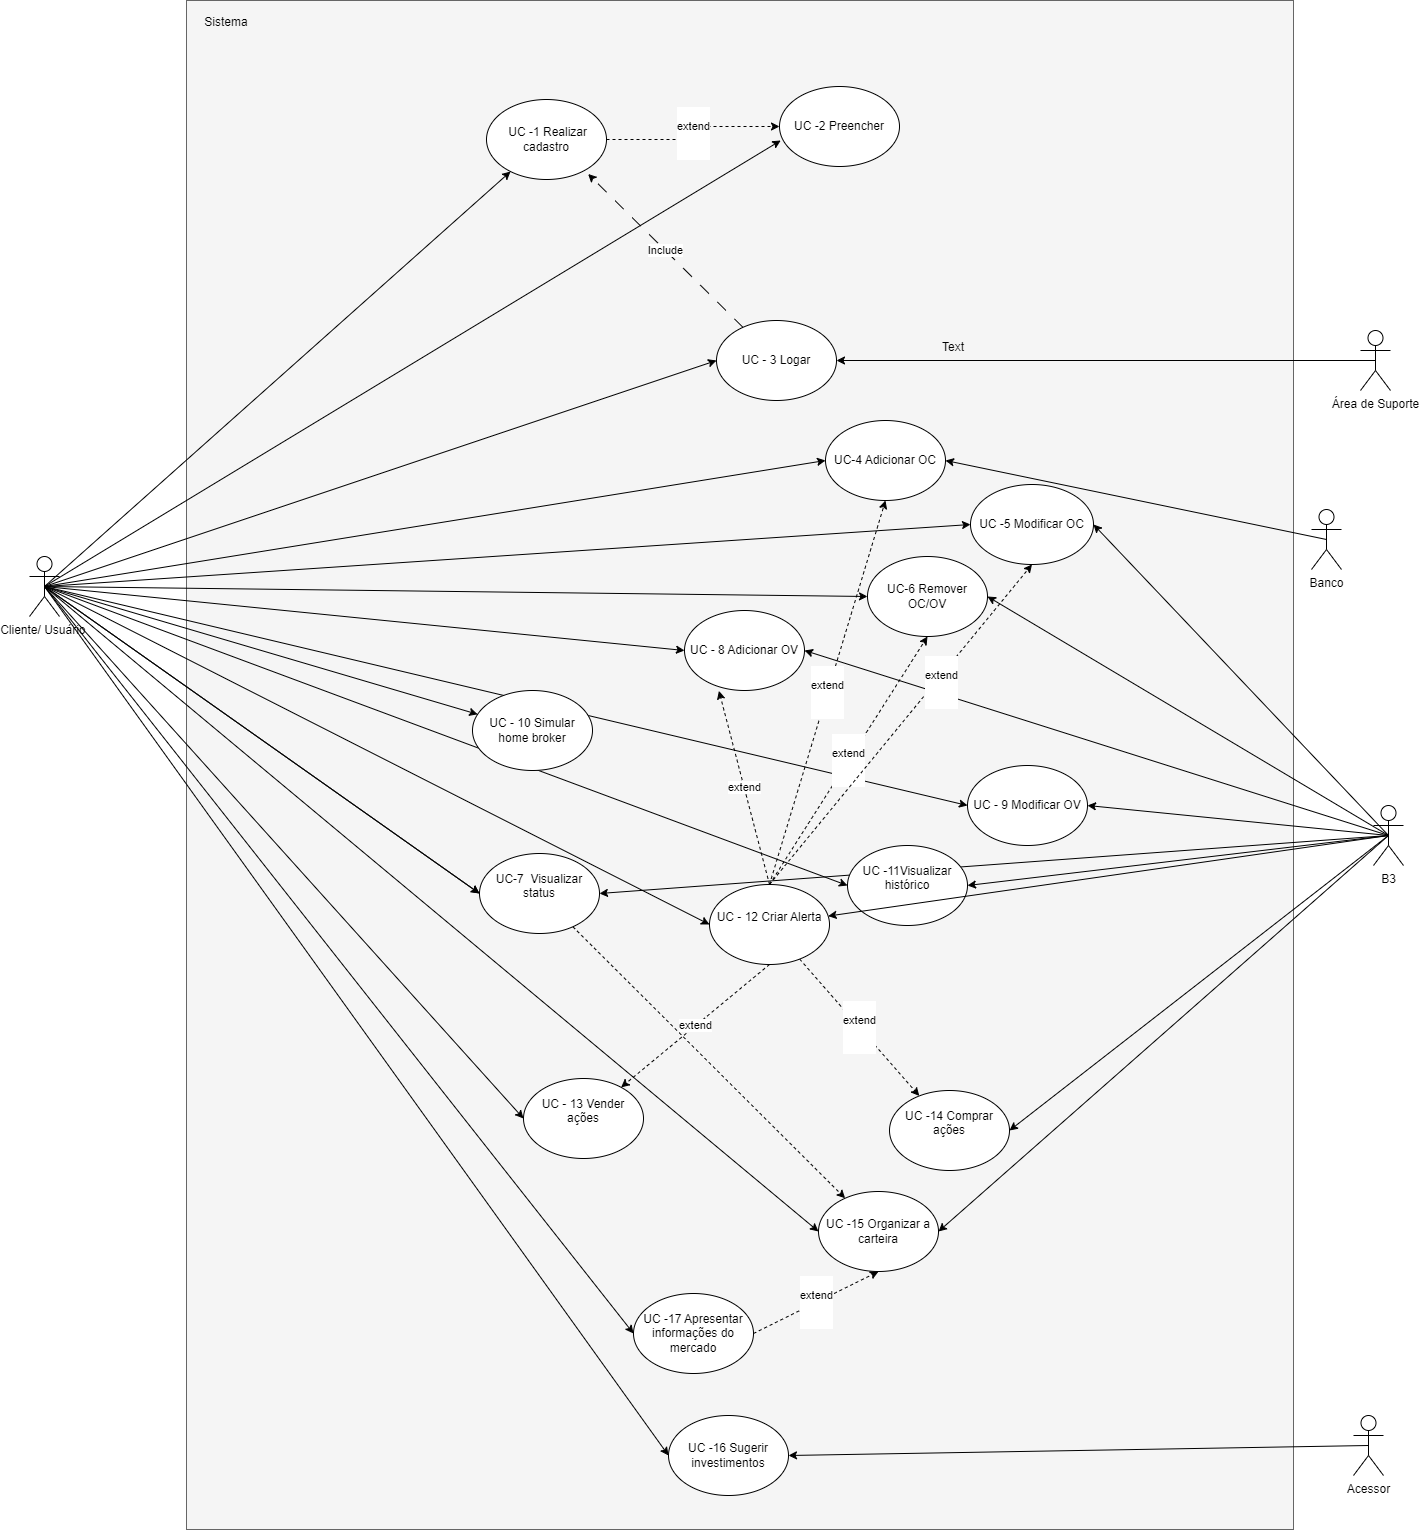 Sistema
UC -1 Realizar
cadastro
extend
UC -2 Preencher
Include
UC - 3 Logar
Text
Área de Suporte
UC-4 Adicionar OC
UC -5 Modificar OC
Banco
UC-6 Remover
OC/OV
Cliente/ Usuário
UC - 8 Adicionar OV
extend
extend
UC - 10 Simular
home broker
extend
extend
UC - 9 Modificar OV
UC-7  Visualizar
status
UC -11Visualizar
histórico
B3
UC - 12 Criar Alerta
extend
extend
UC - 13 Vender
ações
UC -14 Comprar
ações
UC -15 Organizar a
carteira
extend
UC -17 Apresentar
informações do
mercado
UC -16 Sugerir
investimentos
Acessor